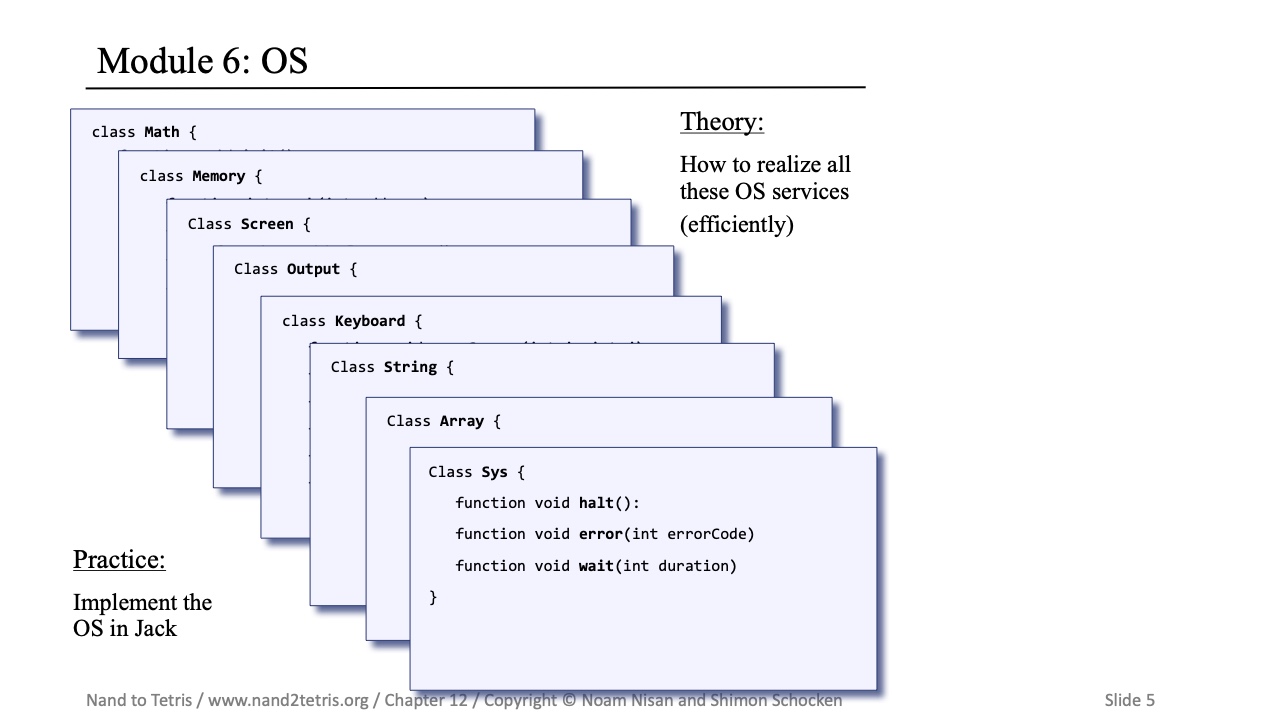 Module 6: OS
class Math {
class Memory {
Class Screen {
Class Output {
class Keyboard {
Class String {
Class Array {
Class Sys {
function void halt():
function void error(int errorCode)
function void wait(int duration)
}
Theory:
How to realize all
these OS services
(efficiently)
Practice:
Implement the
OS in Jack
Nand to Tetris / www.nand2tetris.org / Chapter 12 / Copyright © Noam Nisan and Shimon Schocken
Slide 5